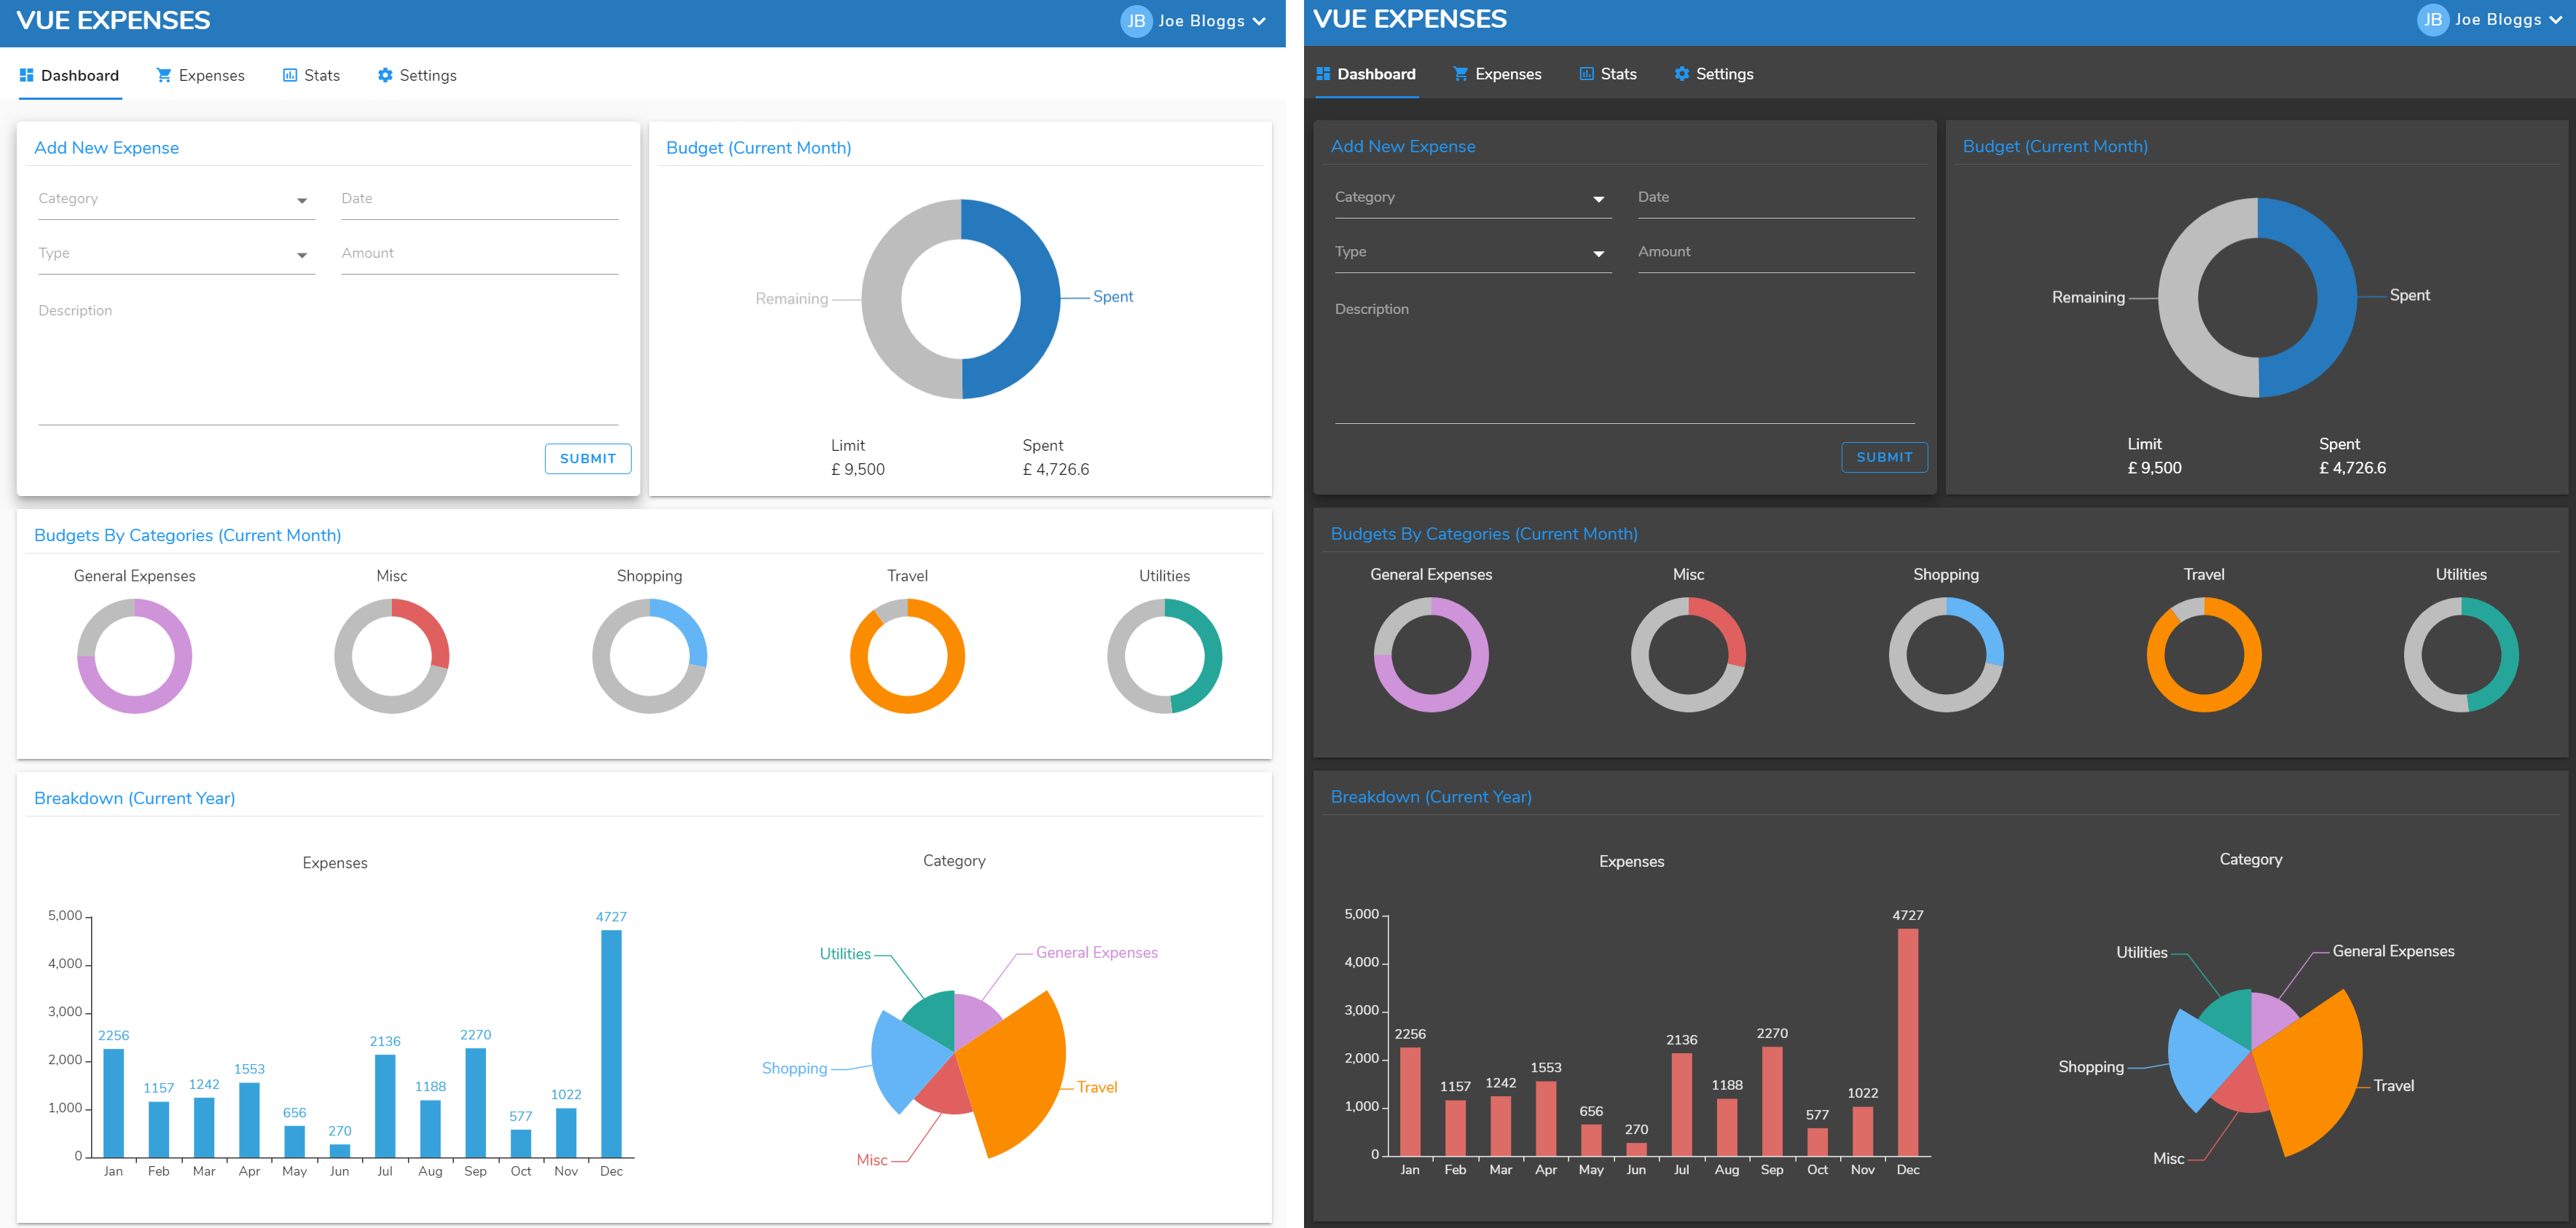 VUE EXPENSES
JB Joe Bloggs
Dashboard Expenses Stats Settings
Add New Expense
Category Date
Type Amount
Description
SUBMIT
Budget (Current Month)
Remaining Spent
Limit Spent
£ 9,500 £ 4,726.6
Budgets By Categories (Current Month)
General Expenses Misc Shopping Travel Utilities
Breakdown (Current Year)
Expenses
5,000
4,000
3,000
2,000
1,000
0
2256 1157 1242 1553 656 270 2136 1188 2270 577 1022 4727
Jan Feb Mar Apr May Jun Jul Aug Sep Oct Nov Dec
Category
Utilities General Expenses
Shopping Travel
Misc
VUE EXPENSES
JB Joe Bloggs
Dashboard Expenses Stats Settings
Add New Expense
Category Date
Type Amount
Description
SUBMIT
Budget (Current Month)
Remaining Spent
Limit Spent
£ 9,500 £ 4,726.6
Budgets By Categories (Current Month)
General Expenses Misc Shopping Travel Utilities
Breakdown (Current Year)
Expenses
5,000
4,000
3,000
2,000
1,000
0
2256 1157 1242 1553 656 270 2136 1188 2270 577 1022 4727
Jan Feb Mar Apr May Jun Jul Aug Sep Oct Nov Dec
Category
Utilities General Expenses
Shopping Travel
Misc